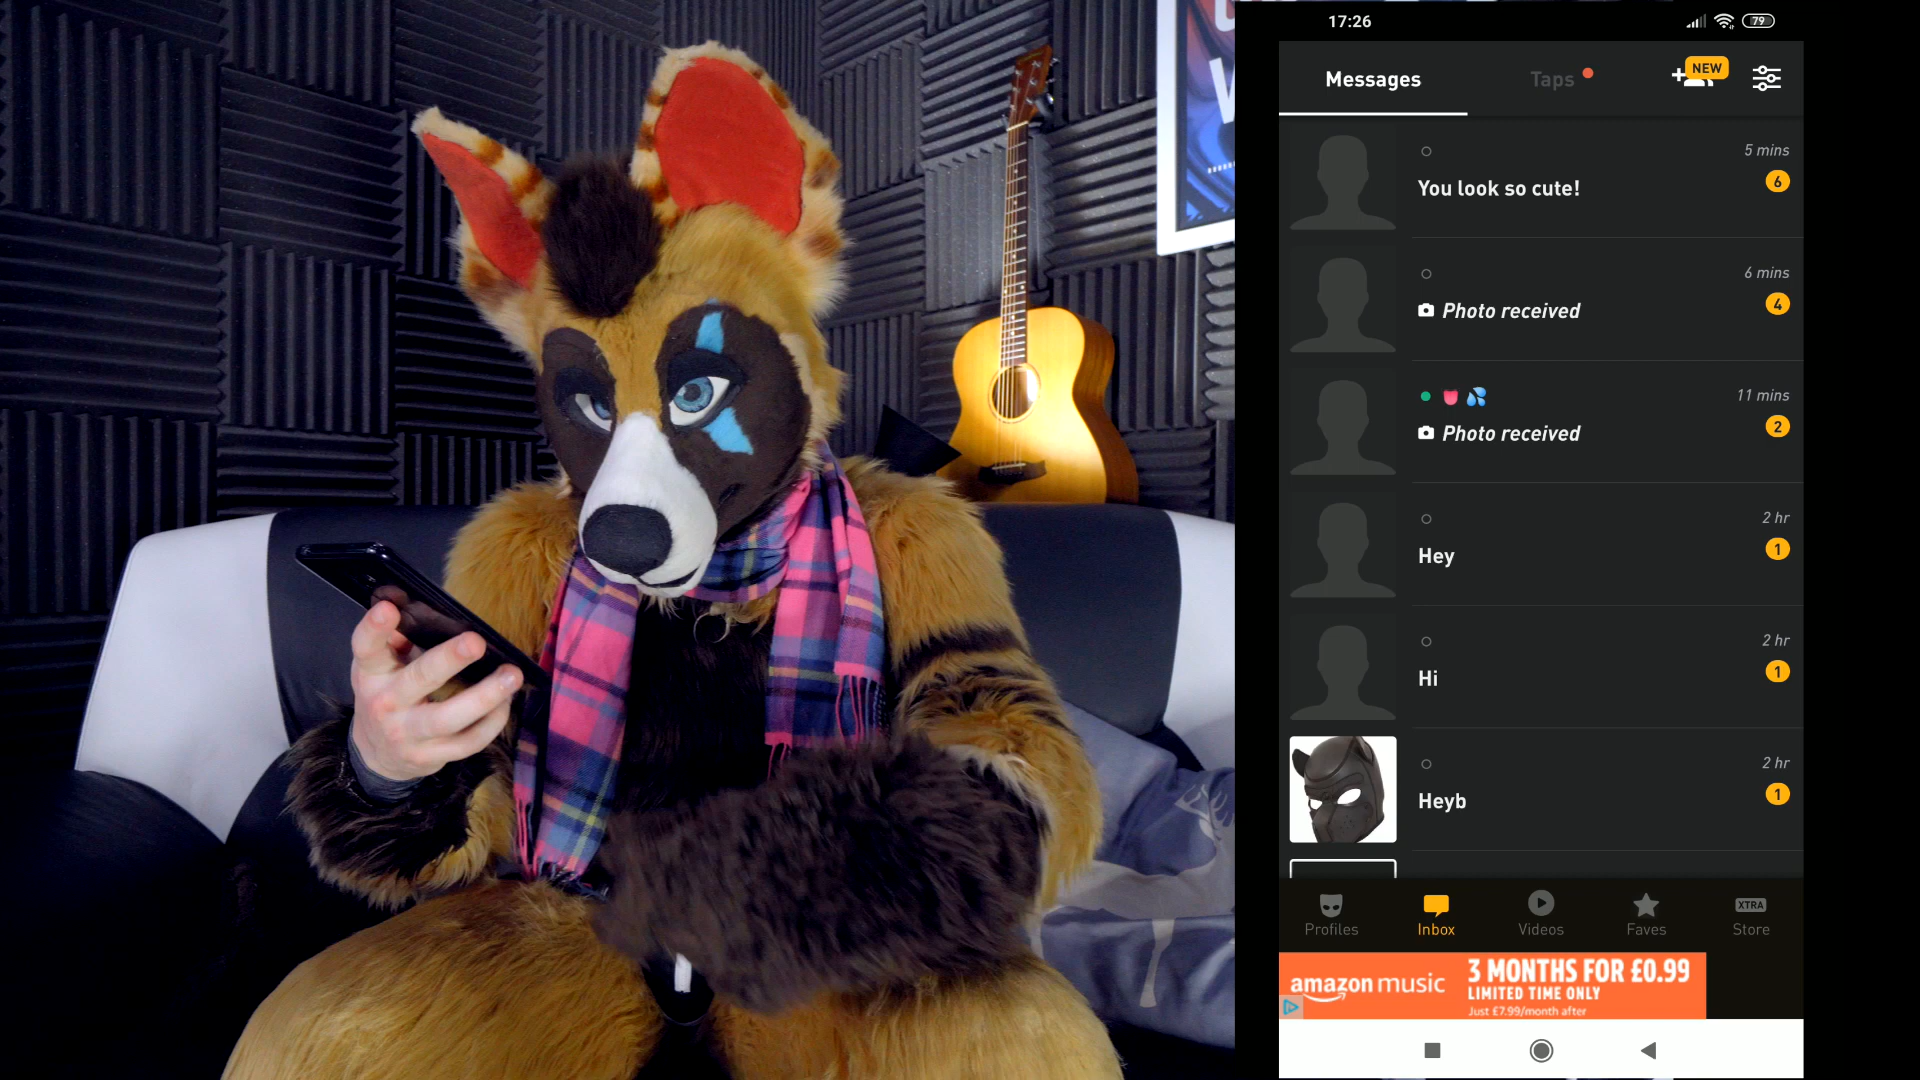 17:26
79
Messages
Taps
NEW
5 mins
You look so cute!
6
6 mins
Photo received
4
11 mins
Photo received
2
2 hr
Hey
1
2 hr
Hi
1
2 hr
Heyb
1
Profiles
Inbox
Videos
Faves
XTRA
Store
amazon music
3 MONTHS FOR £0.99
LIMITED TIME ONLY
Just £7.99/month after